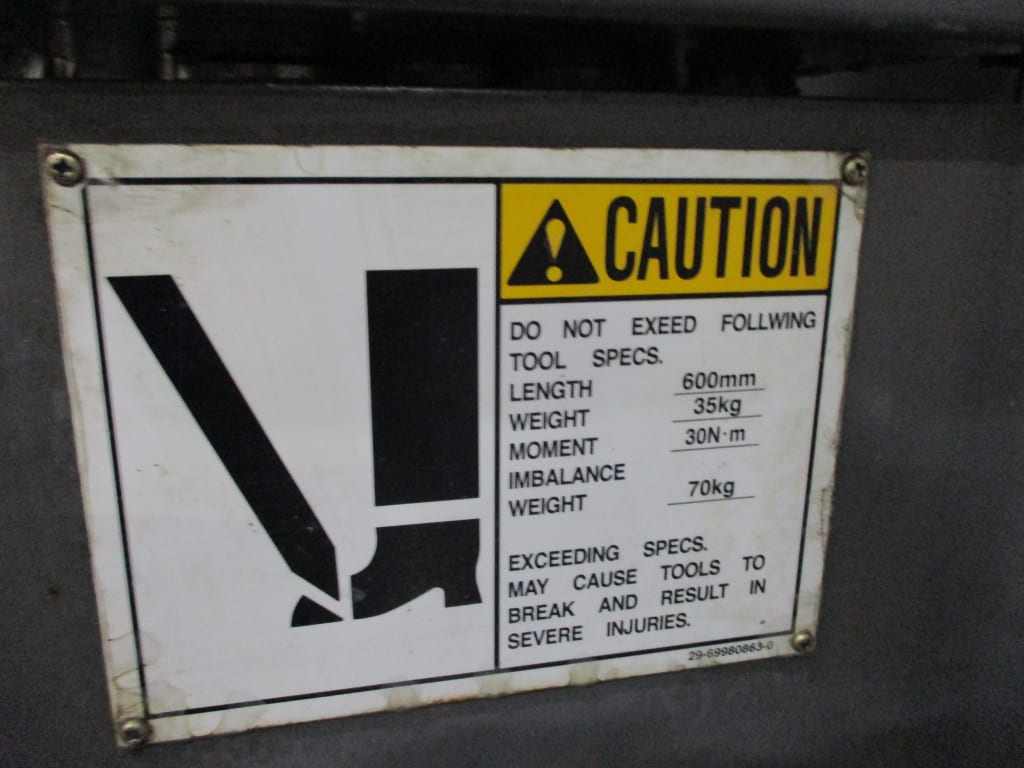 CAUTION
DO NOT EXEED FOLLWING
TOOL SPECS.
LENGTH 600mm
WEIGHT 35kg
MOMENT 30N·m
IMBALANCE
WEIGHT 70kg
EXCEEDING SPECS.
MAY CAUSE TOOLS TO
BREAK AND RESULT IN
SEVERE INJURIES.
29-69980863-0